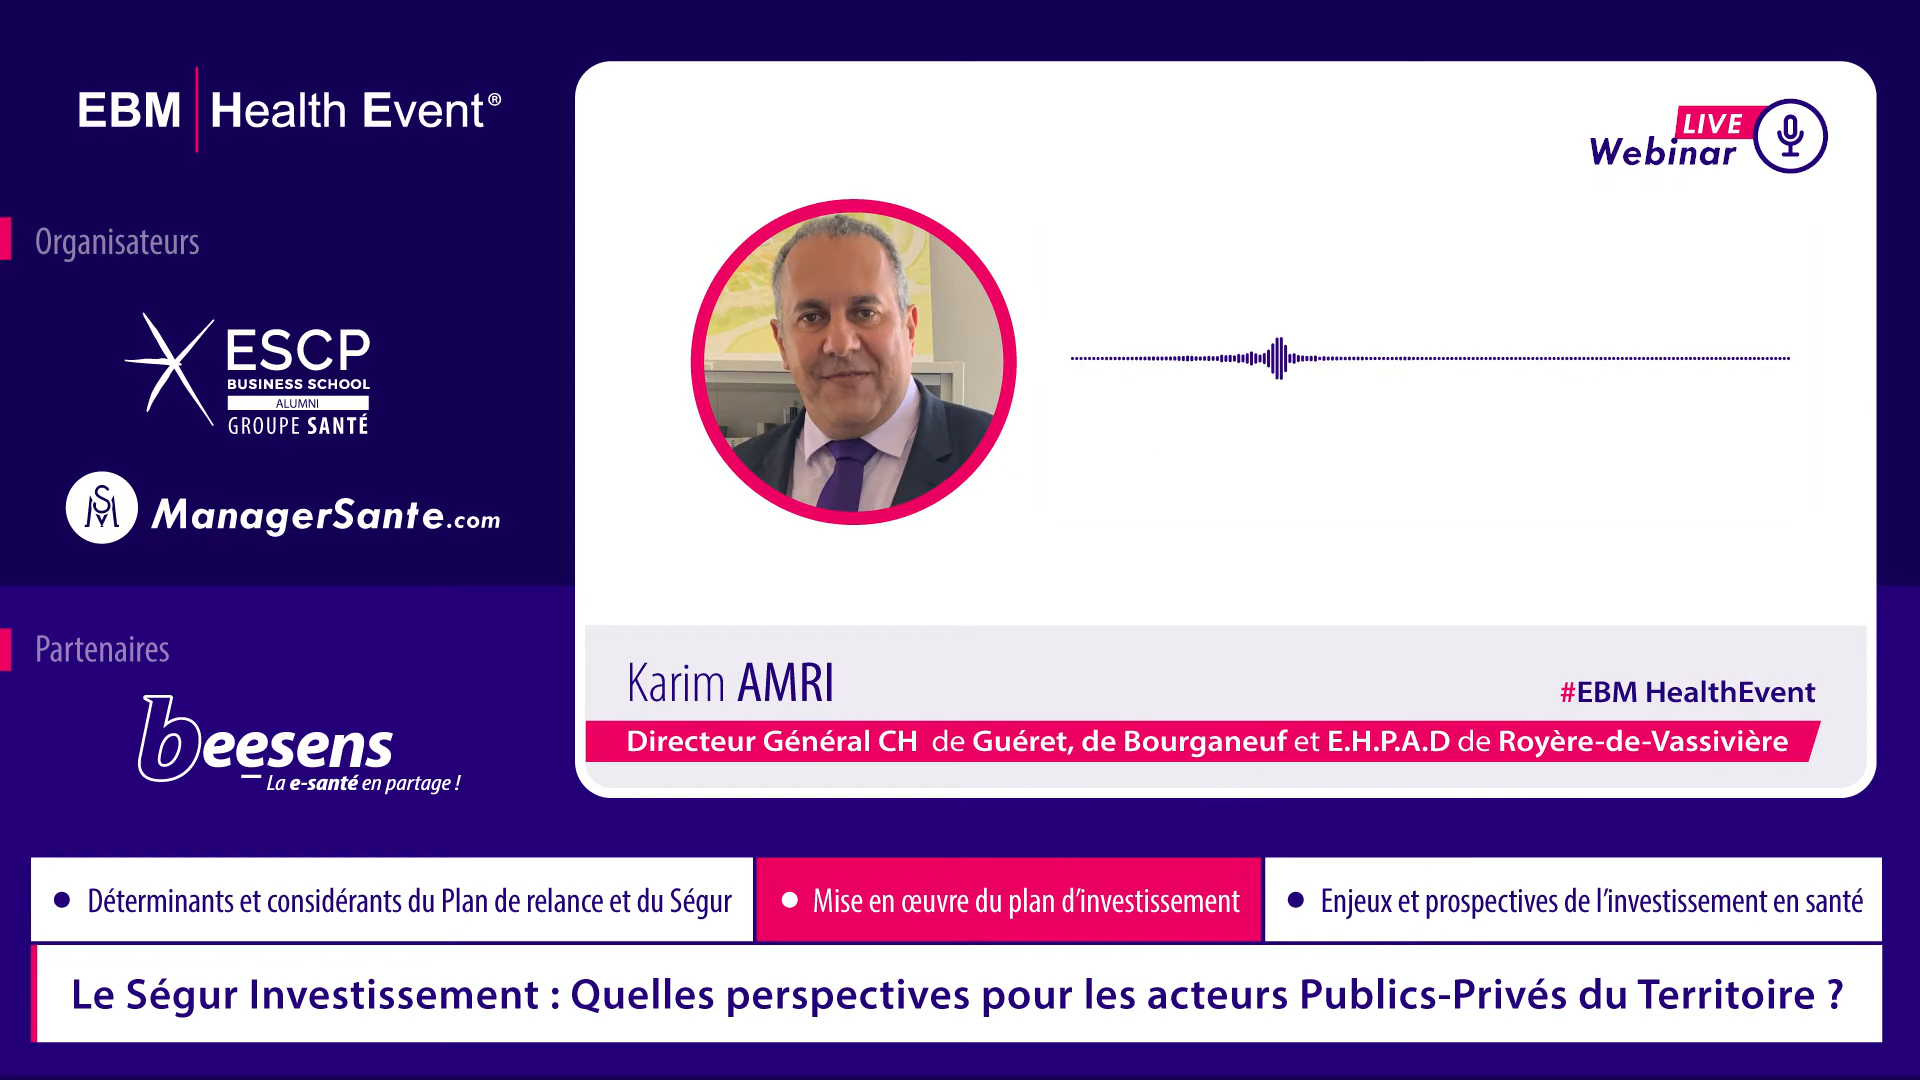 EBM Health Event®
Organisateurs
ESCP
BUSINESS SCHOOL
ALUMNI
GROUPE SANTÉ
ManagerSante.com
Partenaires
beesens
La e-santé en partage !
LIVE
Webinar
Karim AMRI
#EBM HealthEvent
Directeur Général CH de Guéret, de Bourganeuf et E.H.P.A.D de Royère-de-Vassivière
• Déterminants et considérants du Plan de relance et du Ségur
• Mise en œuvre du plan d’investissement
• Enjeux et prospectives de l’investissement en santé
Le Ségur Investissement : Quelles perspectives pour les acteurs Publics-Privés du Territoire ?